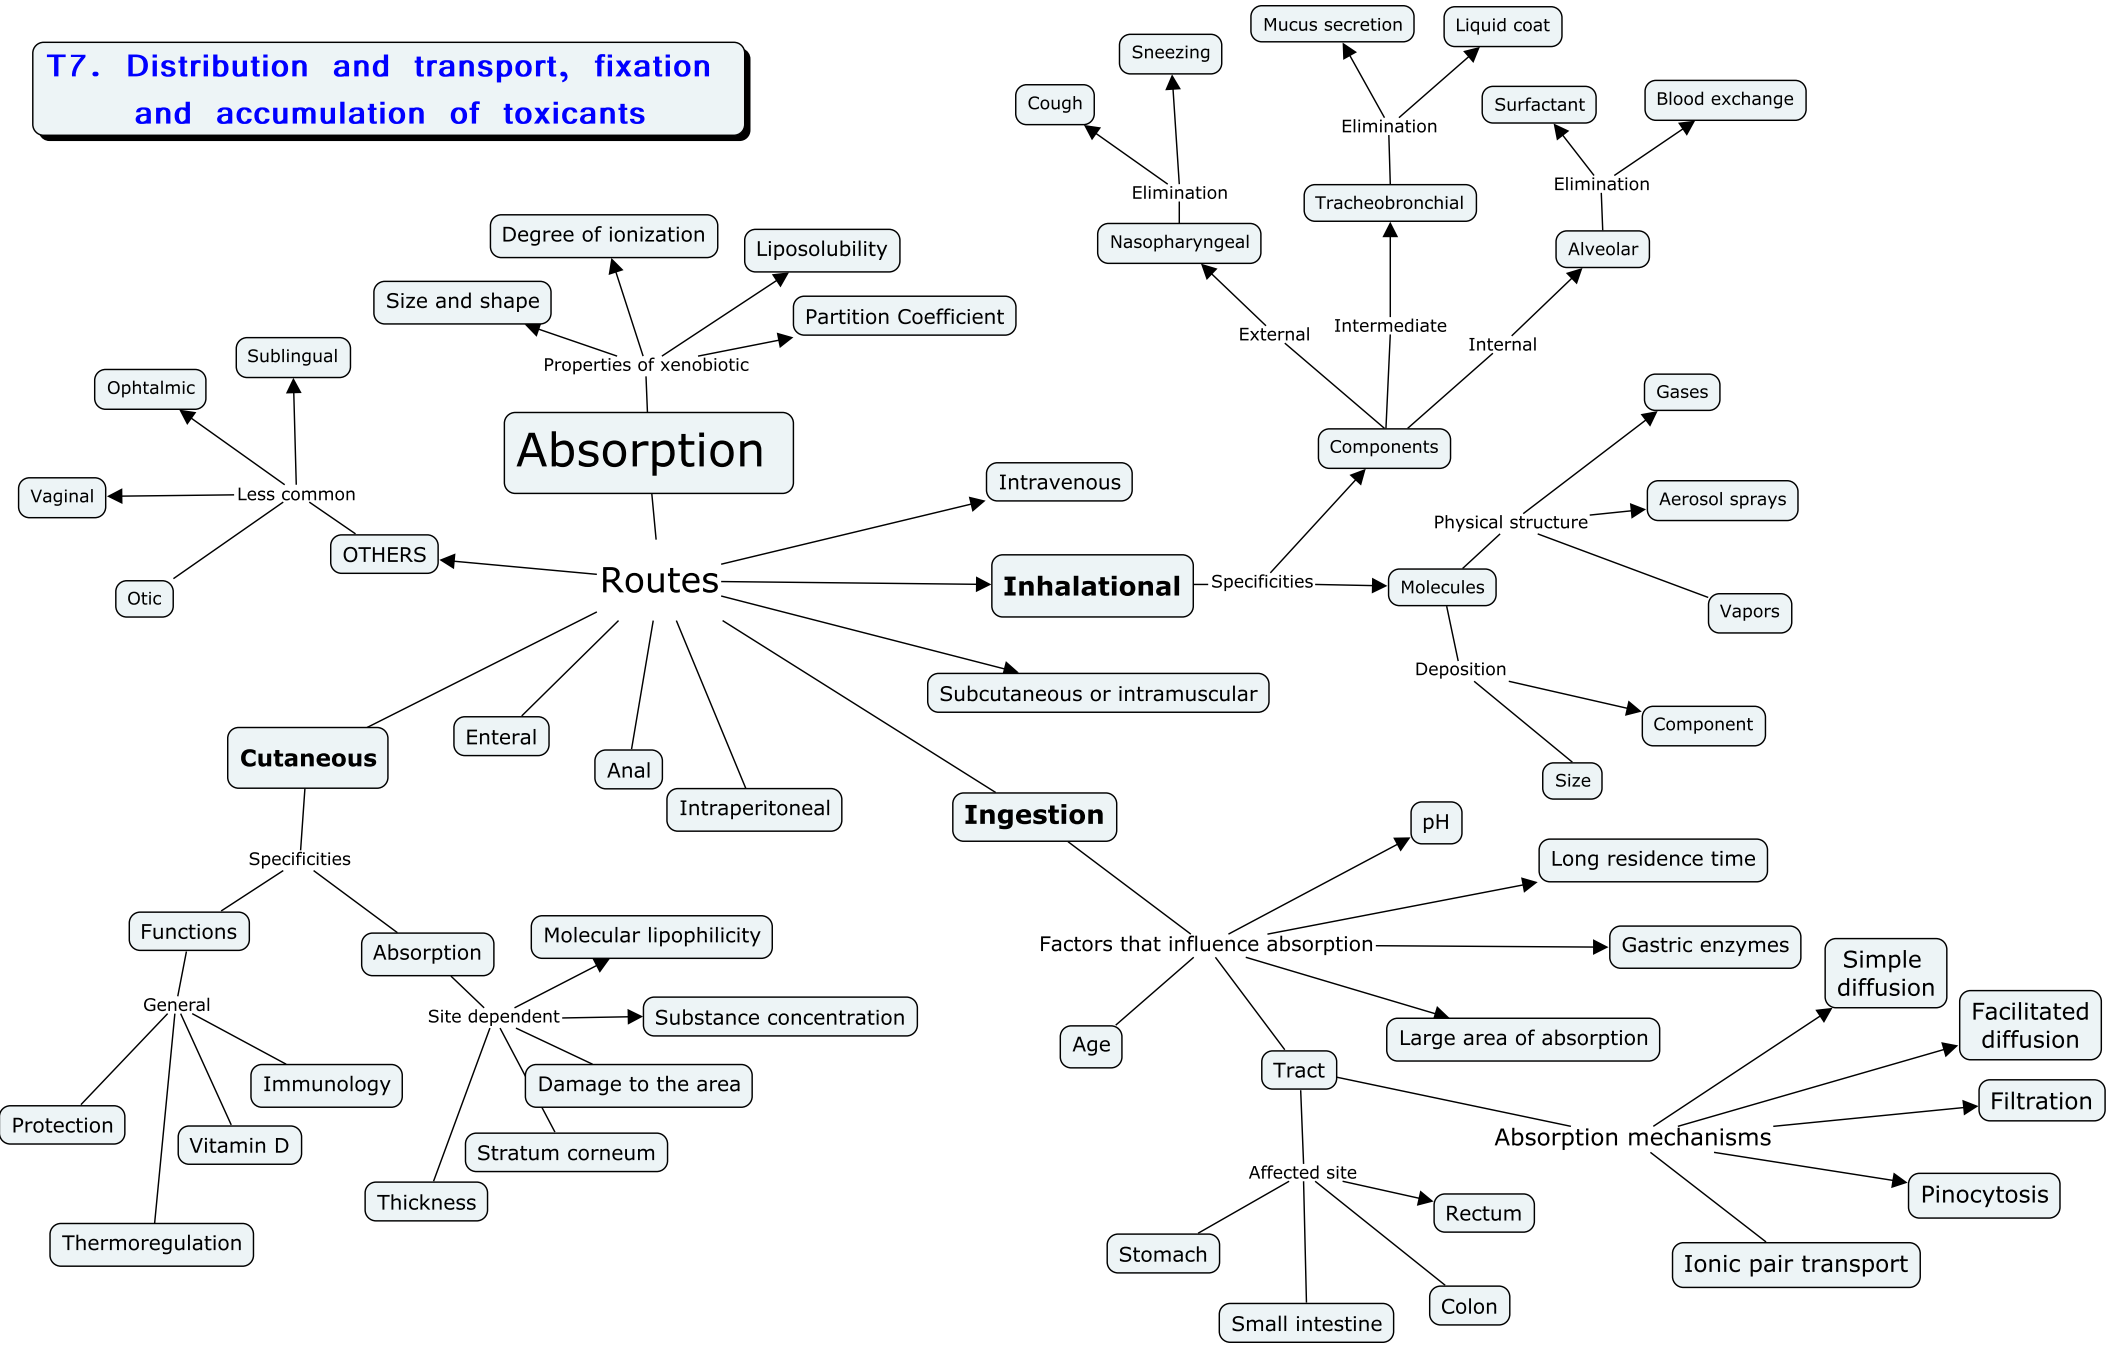 T7. Distribution and transport, fixation
and accumulation of toxicants
Mucus secretion
Liquid coat
Sneezing
Cough
Surfactant
Blood exchange
Elimination
Elimination
Elimination
Tracheobronchial
Nasopharyngeal
Alveolar
External
Intermediate
Internal
Components
Degree of ionization
Liposolubility
Size and shape
Partition Coefficient
Properties of xenobiotic
Absorption
Sublingual
Ophtalmic
Vaginal
Less common
OTHERS
Otic
Routes
Intravenous
Inhalational
Specificities
Molecules
Gases
Aerosol sprays
Physical structure
Vapors
Deposition
Component
Size
Subcutaneous or intramuscular
Cutaneous
Enteral
Anal
Intraperitoneal
Ingestion
Specificities
Functions
Absorption
General
Protection
Vitamin D
Immunology
Thermoregulation
Molecular lipophilicity
Site dependent
Substance concentration
Damage to the area
Stratum corneum
Thickness
pH
Long residence time
Factors that influence absorption
Gastric enzymes
Large area of absorption
Age
Tract
Simple
diffusion
Facilitated
diffusion
Filtration
Absorption mechanisms
Pinocytosis
Ionic pair transport
Affected site
Rectum
Stomach
Colon
Small intestine